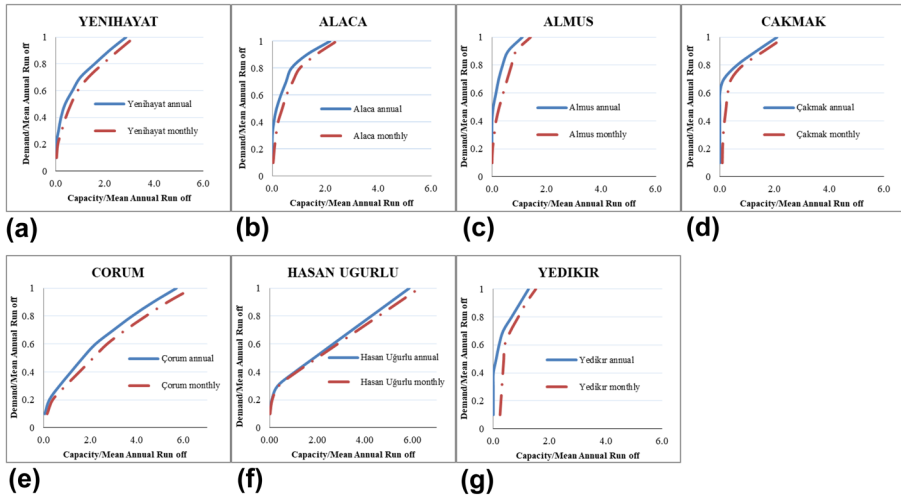 YENIHAYAT
Demand/Mean Annual Run off
1
0.8
0.6
0.4
0.2
0.0
2.0
4.0
6.0
Yenihayat annual
Yenihayat monthly
Capacity/Mean Annual Run off
(a)
ALACA
Demand/Mean Annual Run off
1
0.8
0.6
0.4
0.2
0.0
2.0
4.0
6.0
Alaca annual
Alaca monthly
Capacity/Mean Annual Run off
(b)
ALMUS
Demand/Mean Annual Run off
1
0.8
0.6
0.4
0.2
0.0
2.0
4.0
6.0
Almus annual
Almus monthly
Capacity/Mean Annual Run off
(c)
CAKMAK
Demand/Mean Annual Run off
1
0.8
0.6
0.4
0.2
0.0
2.0
4.0
6.0
Çakmak annual
Çakmak monthly
Capacity/Mean Annual Run off
(d)
CORUM
Demand/Mean Annual Run off
1
0.8
0.6
0.4
0.2
0
0.0
2.0
4.0
6.0
Çorum annual
Çorum monthly
Capacity/Mean Annual Run off
(e)
HASAN UGURLU
Demand/Mean Annual Run off
1
0.8
0.6
0.4
0.2
0
0.00
2.00
4.00
6.00
Hasan Uğurlu annual
Hasan Uğurlu monthly
Capacity/Mean Annual Run off
(f)
YEDIKIR
Demand/Mean Annual Run off
1
0.8
0.6
0.4
0.2
0
0.0
2.0
4.0
6.0
Yedikır annual
Yedikır monthly
Capacity/Mean Annual Run off
(g)